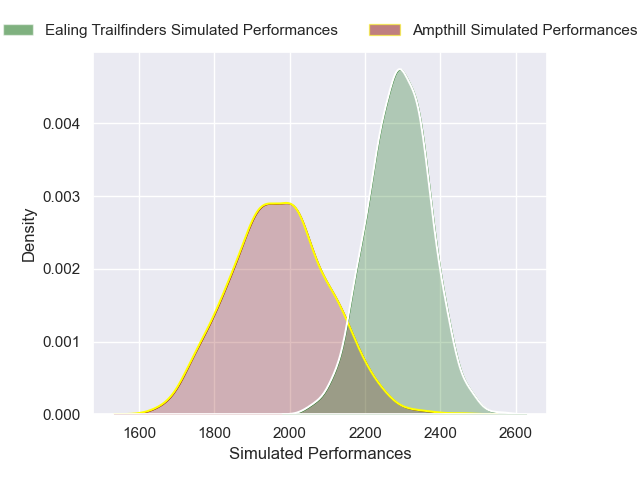 Ealing Trailfinders Simulated Performances Ampthill Simulated Performances
0.004
0.003
0.002
0.001
0.000
Density
1600 1800 2000 2200 2400 2600
Simulated Performances